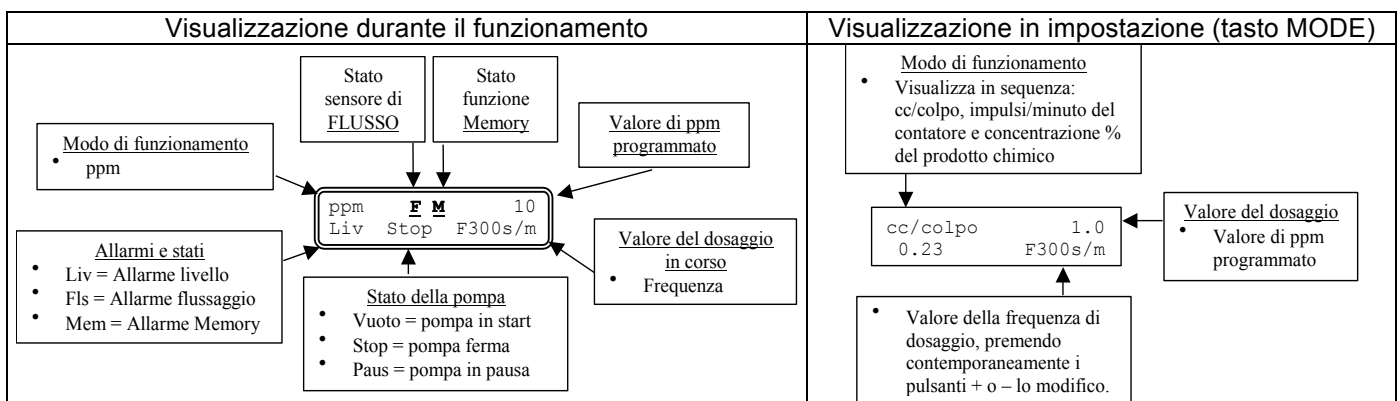 Visualizzazione durante il funzionamento
Visualizzazione in impostazione (tasto MODE)
Stato
sensore di
FLUSSO
Stato
funzione
Memory
Modo di funzionamento
• ppm
Valore di ppm
programmato
ppm F M 10
Liv Stop F300s/m
Allarmi e stati
• Liv = Allarme livello
• Fls = Allarme flussaggio
• Mem = Allarme Memory
Stato della pompa
• Vuoto = pompa in start
• Stop = pompa ferma
• Paus = pompa in pausa
Valore del dosaggio
in corso
• Frequenza
Modo di funzionamento
• Visualizza in sequenza:
cc/colpo, impulsi/minuto del
contatore e concentrazione %
del prodotto chimico
cc/colpo 1.0
0.23 F300s/m
Valore del dosaggio
• Valore di ppm
programmato
• Valore della frequenza di
dosaggio, premendo
contemporaneamente i
pulsanti + o – lo modifico.